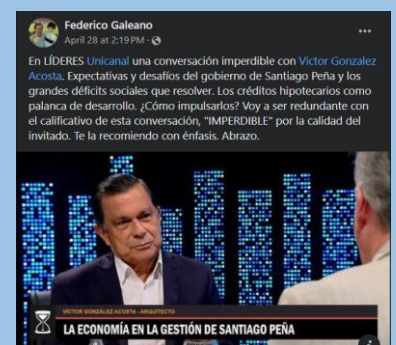 Federico Galeano
April 28 at 2:19 PM ·
En LÍDERES Unicanal una conversación imperdible con Victor Gonzalez
Acosta. Expectativas y desafíos del gobierno de Santiago Peña y los
grandes déficits sociales que resolver. Los créditos hipotecarios como
palanca de desarrollo. ¿Cómo impulsarlos? Voy a ser redundante con
el calificativo de esta conversación, "IMPERDIBLE" por la calidad del
invitado. Te la recomiendo con énfasis. Abrazo.
VÍCTOR GONZÁLEZ ACOSTA - ARQUITECTO
LA ECONOMÍA EN LA GESTIÓN DE SANTIAGO PEÑA